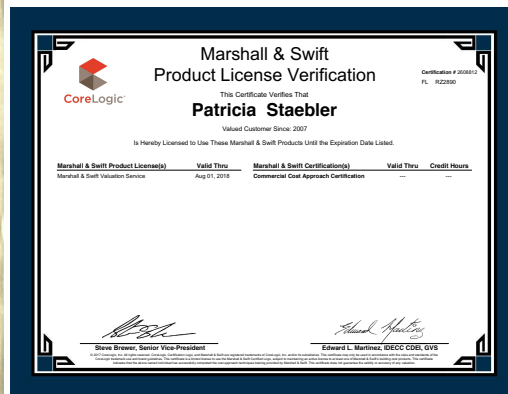 CoreLogic
Marshall & Swift
Product License Verification
Certification # 2608812
FL RZ2890
This Certificate Verifies That
Patricia Staebler
Valued Customer Since: 2007
Is Hereby Licensed to Use These Marshall & Swift Products Until the Expiration Date Listed.
Marshall & Swift Product License(s) Valid Thru Marshall & Swift Certification(s) Valid Thru Credit Hours
Marshall & Swift Valuation Service Aug 01, 2018 Commercial Cost Approach Certification --- ---
Steve Brewer, Senior Vice-President Edward L. Martinez, IDECC CDEI, GVS